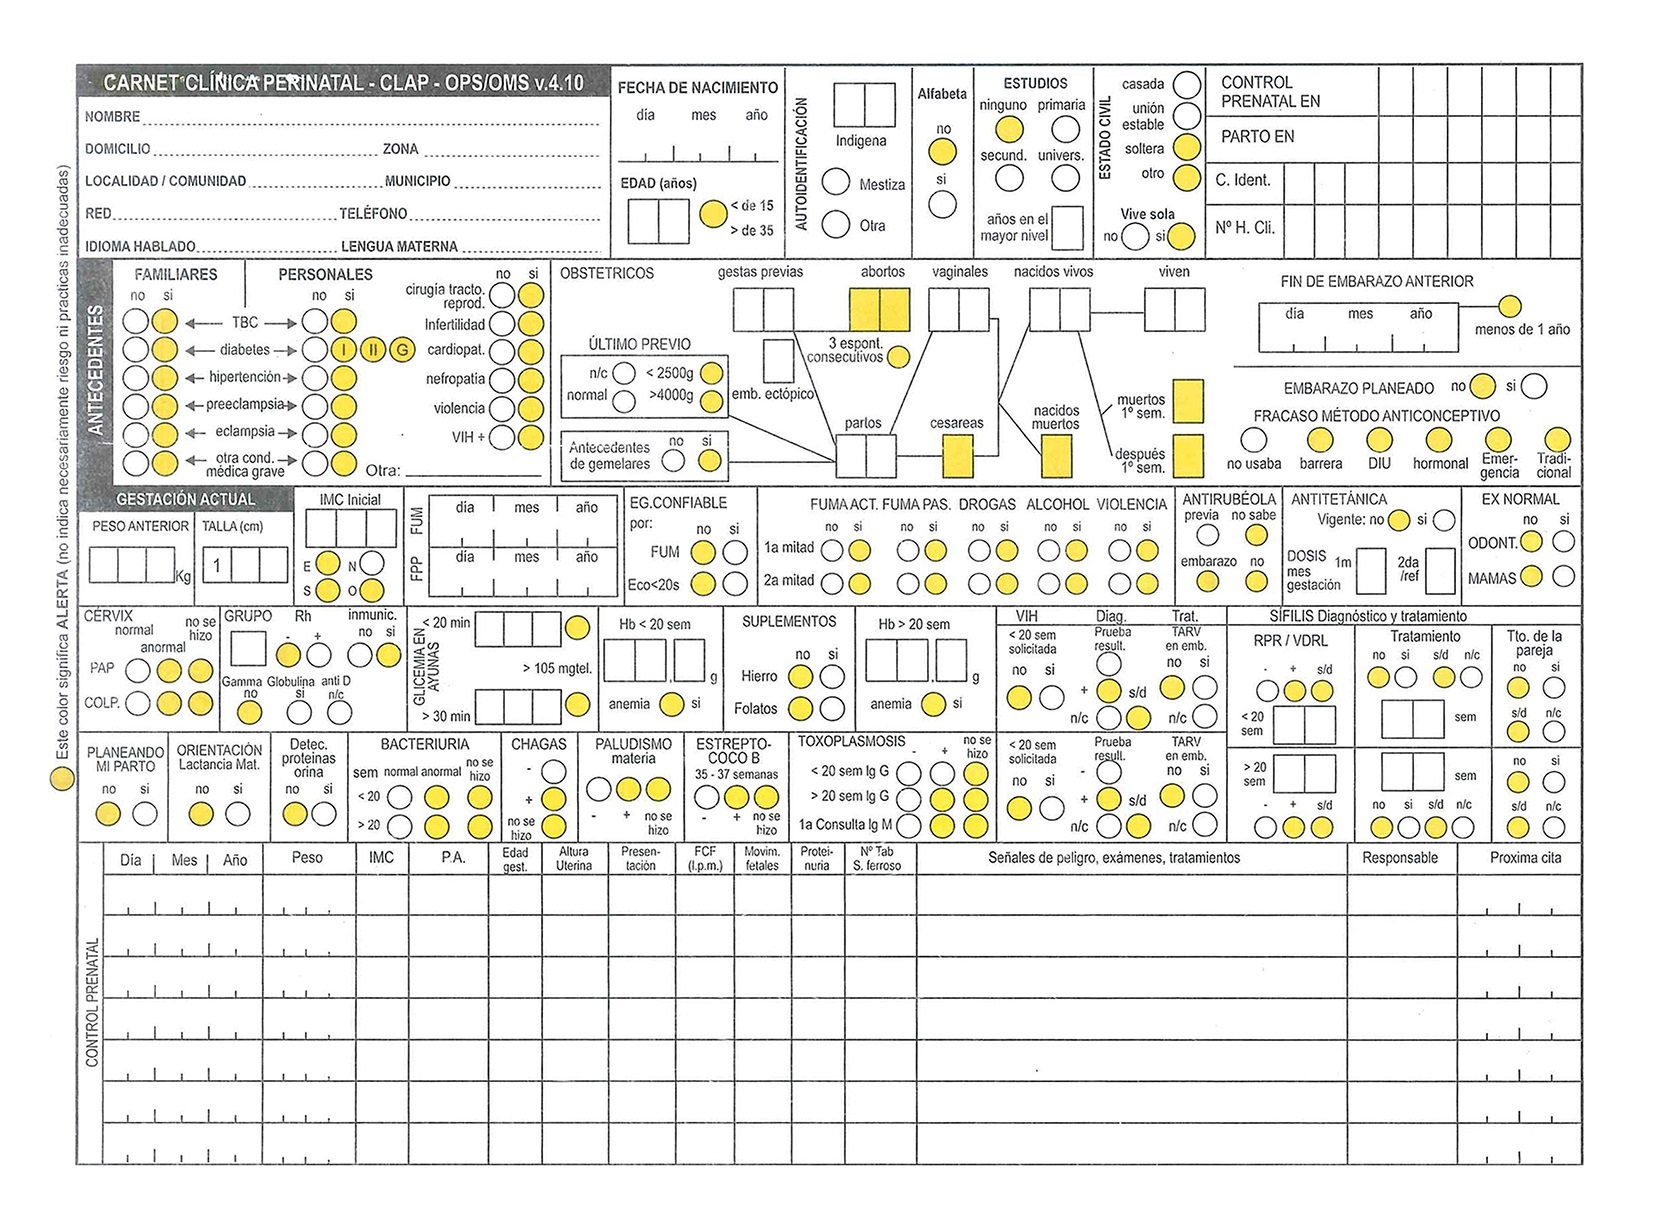 CARNET CLÍNICA PERINATAL - CLAP - OPS/OMS v.4.10
NOMBRE
DOMICILIO ZONA
LOCALIDAD / COMUNIDAD MUNICIPIO
RED TELÉFONO
IDIOMA HABLADO LENGUA MATERNA
FECHA DE NACIMIENTO
día mes año
EDAD (años)
< de 15
> de 35
AUTOIDENTIFICACIÓN
Indigena
Mestiza
Otra
Alfabeta
no
si
ESTUDIOS
ninguno primaria
secund. univers.
años en el
mayor nivel
ESTADO CIVIL
casada
unión
estable
soltera
otro
Vive sola
no si
CONTROL
PRENATAL EN
PARTO EN
C. Ident.
Nº H. Cli.
Este color significa ALERTA (no indica necesariamente riesgo ni practicas inadecuadas)
ANTECEDENTES
FAMILIARES
no si
PERSONALES
no si
TBC
diabetes I II G
hipertención
preeclampsia
eclampsia
otra cond.
médica grave
Otra:
no si
cirugía tracto.
reprod.
Infertilidad
cardiopat.
nefropatia
violencia
VIH +
OBSTETRICOS
gestas previas abortos vaginales nacidos vivos viven
ÚLTIMO PREVIO
n/c < 2500g
normal >4000g
Antecedentes
de gemelares
no si
emb. ectópico
3 espont.
consecutivos
partos cesareas
nacidos
muertos
muertos
1º sem.
después
1º sem.
FIN DE EMBARAZO ANTERIOR
día mes año
menos de 1 año
EMBARAZO PLANEADO no si
FRACASO MÉTODO ANTICONCEPTIVO
no usaba barrera DIU hormonal Emer-
gencia Tradi-
cional
GESTACIÓN ACTUAL
PESO ANTERIOR
Kg
TALLA (cm)
1
IMC Inicial
E N
S O
FUM
día mes año
FPP
día mes año
EG.CONFIABLE
por: no si
FUM
Eco<20s
FUMA ACT. FUMA PAS. DROGAS ALCOHOL VIOLENCIA
no si no si no si no si no si
1a mitad
2a mitad
ANTIRUBÉOLA
previa no sabe
embarazo no
ANTITETÁNICA
Vigente: no si
DOSIS
mes
gestación
1m 2da
/ref
EX NORMAL
no si
ODONT.
MAMAS
CÉRVIX
normal no se
hizo
anormal
PAP
COLP.
GRUPO Rh inmunic.
- + no si
Gamma Globulina anti D
no si n/c
GLICEMIA EN
AYUNAS
< 20 min
> 105 mgtel.
> 30 min
Hb < 20 sem
g
anemia si
SUPLEMENTOS
no si
Hierro
Folatos
Hb > 20 sem
g
anemia si
VIH Diag. Trat.
< 20 sem
solicitada
no si
Prueba
result.
-
+ s/d
n/c
TARV
en emb.
no si
n/c
SÍFILIS Diagnóstico y tratamiento
RPR / VDRL
- + s/d
< 20
sem
Tratamiento
no si s/d n/c
sem
Tto. de la
pareja
no si
s/d n/c
PLANEANDO
MI PARTO
no si
ORIENTACIÓN
Lactancia Mat.
no si
Detec.
proteinas
orina
no si
BACTERIURIA
sem normal anormal no se
hizo
< 20
> 20
CHAGAS
-
+
no se
hizo
PALUDISMO
materia
- + no se
hizo
ESTREPTO-
COCO B
35 - 37 semanas
- + no se
hizo
TOXOPLASMOSIS
- + no se
hizo
< 20 sem Ig G
> 20 sem Ig G
1a Consulta Ig M
< 20 sem
solicitada
no si
Prueba
result.
-
+ s/d
n/c
TARV
en emb.
no si
n/c
> 20
sem
- + s/d
sem
no si s/d n/c
no si
s/d n/c
CONTROL PRENATAL
Día Mes Año Peso IMC P.A. Edad
gest. Altura
Uterina Presen-
tación FCF
(l.p.m.) Movim.
fetales Protei-
nuria Nº Tab
S. ferroso Señales de peligro, exámenes, tratamientos Responsable Proxima cita